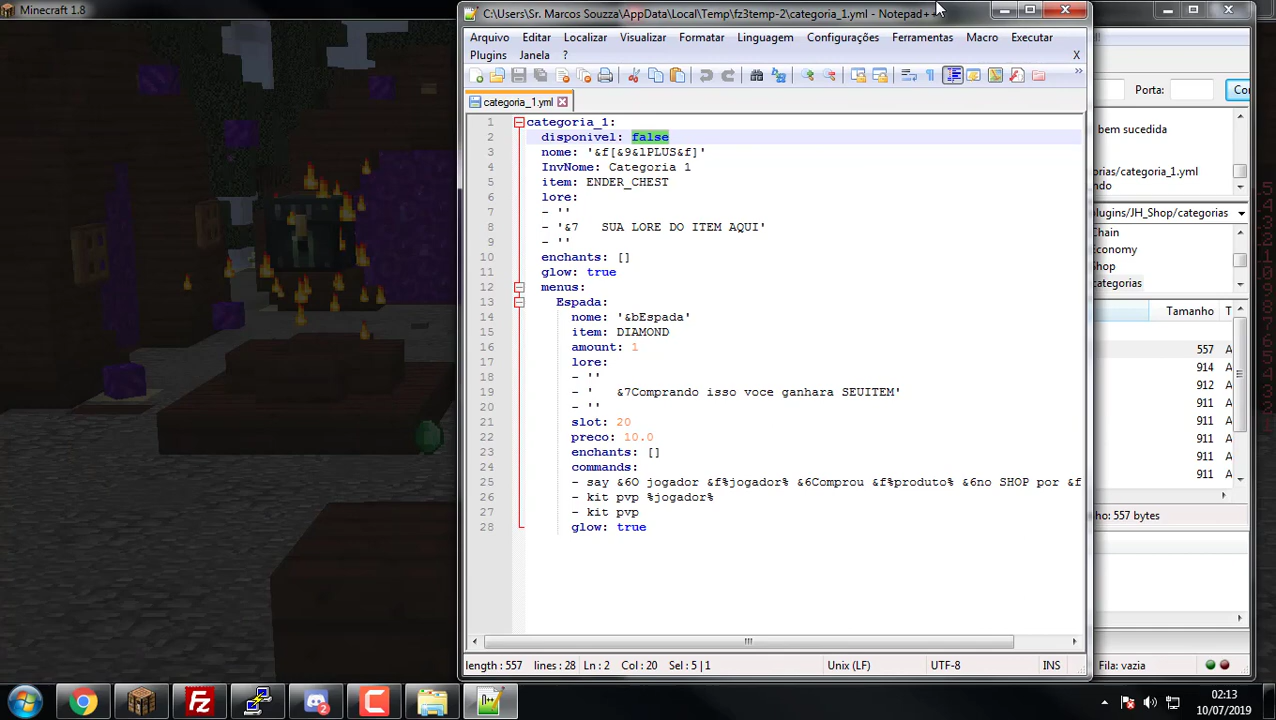 Minecraft 1.8
C:\Users\Sr. Marcos Souzza\AppData\Local\Temp\fz3temp-2\categoria_1.yml - Notepad++
Arquivo Editar Localizar Visualizar Formatar Linguagem Configurações Ferramentas Macro Executar
Plugins Janela ? X
categoria_1.yml
1 categoria_1:
2 disponivel: false
3 nome: '&f[&9&lPLUS&f]'
4 InvNome: Categoria 1
5 item: ENDER_CHEST
6 lore:
7 - ''
8 - '&7   SUA LORE DO ITEM AQUI'
9 - ''
10 enchants: []
11 glow: true
12 menus:
13 Espada:
14 nome: '&bEspada'
15 item: DIAMOND
16 amount: 1
17 lore:
18 - ''
19 - '   &7Comprando isso voce ganhara SEUITEM'
20 - ''
21 slot: 20
22 preco: 10.0
23 enchants: []
24 commands:
25 - say &6O jogador &f%jogador% &6Comprou &f%produto% &6no SHOP por &f
26 - kit pvp %jogador%
27 - kit pvp
28 glow: true
length : 557 lines : 28 Ln : 2 Col : 20 Sel : 5 | 1 Unix (LF) UTF-8 INS
Porta: Co
bem sucedida
orias/categoria_1.yml
ndo
plugins/JH_Shop/categorias
Chain
Economy
Shop
categorias
Tamanho T
557 A
914 A
912 A
911 A
911 A
911 A
911 A
ho: 557 bytes
Fila: vazia
02:13
10/07/2019